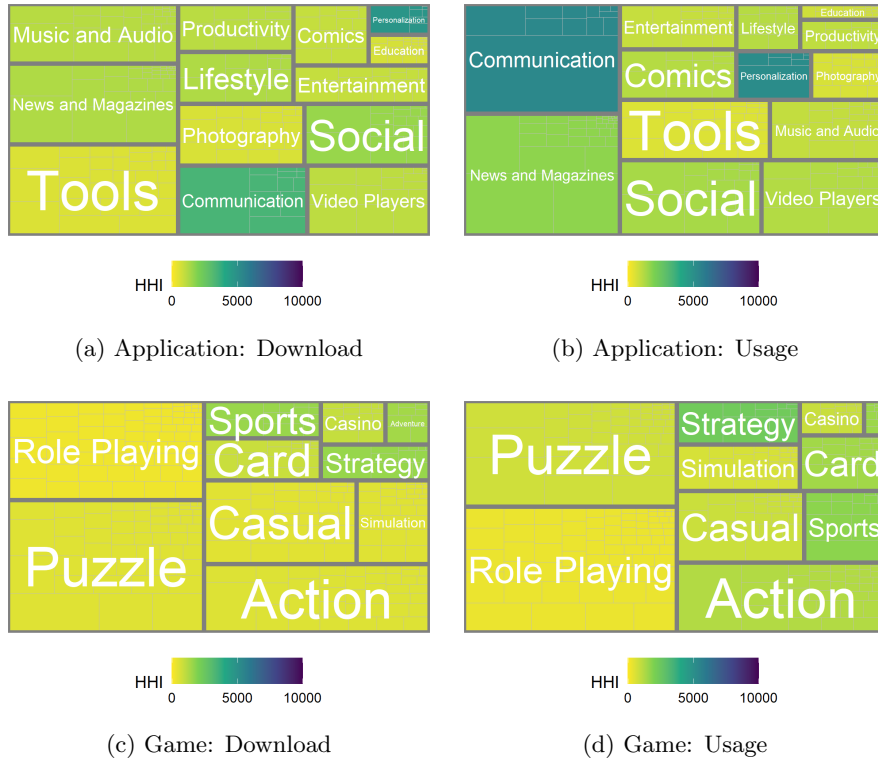 Music and Audio
News and Magazines
Tools
Productivity
Lifestyle
Photography
Communication
Comics
Personalization
Education
Entertainment
Social
Video Players
HHI
0 5000 10000
(a) Application: Download
Communication
News and Magazines
Entertainment
Lifestyle
Education
Productivity
Comics
Personalization
Photography
Tools
Music and Audio
Social
Video Players
HHI
0 5000 10000
(b) Application: Usage
Role Playing
Puzzle
Sports
Card
Casino
Adventure
Strategy
Casual
Simulation
Action
HHI
0 5000 10000
(c) Game: Download
Puzzle
Role Playing
Strategy
Simulation
Casino
Card
Casual
Sports
Action
HHI
0 5000 10000
(d) Game: Usage